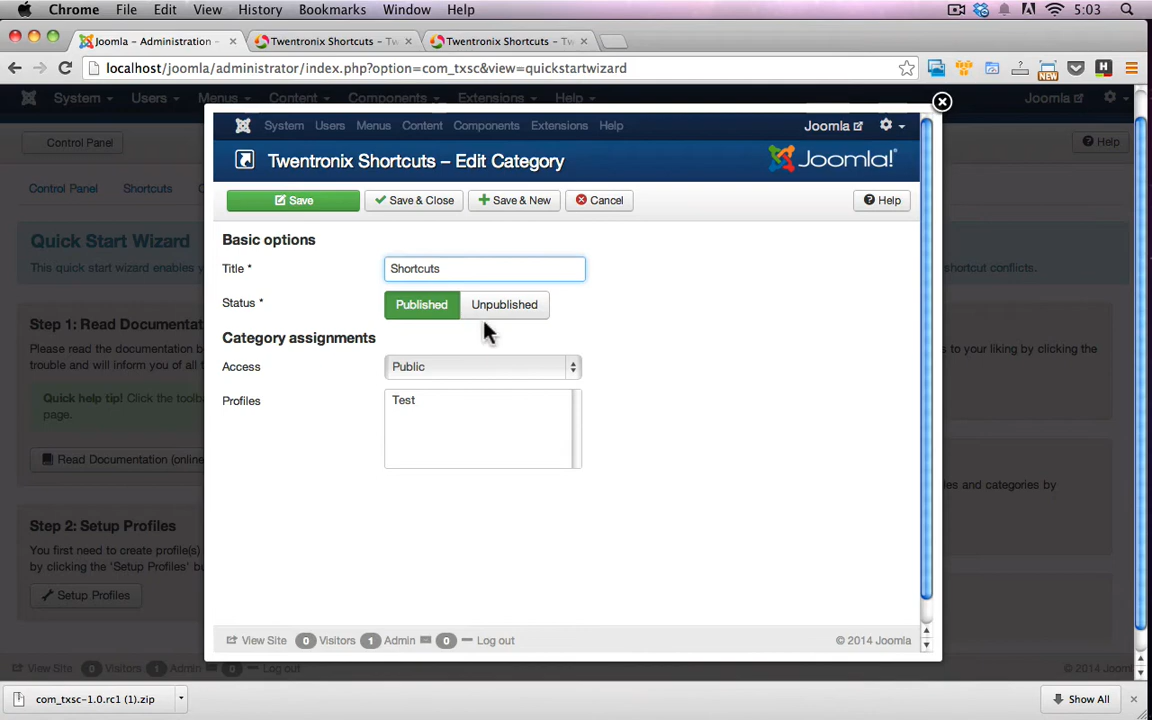 Chrome File Edit View History Bookmarks Window Help 5:03
Joomla - Administration - Twentronix Shortcuts - Tw Twentronix Shortcuts - Tw
localhost/joomla/administrator/index.php?option=com_txsc&view=quickstartwizard NEW H
System Users Menus Content Components Extensions Help Joomla
Control Panel Help
Control Panel Shortcuts
Quick Start Wizard
This quick start wizard enables y shortcut conflicts.
Step 1: Read Documenta
Please read the documentation b s to your liking by clicking the
trouble and will inform you of all t
Quick help tip! Click the toolba
page.
Read Documentation (online
es and categories by
Step 2: Setup Profiles
You first need to create profile(s)
by clicking the 'Setup Profiles' bu
Setup Profiles
View Site 0 Visitors 1 Admin 0 Log out © 2014 Joomla
System Users Menus Content Components Extensions Help Joomla
Twentronix Shortcuts – Edit Category Joomla!
Save Save & Close Save & New Cancel Help
Basic options
Title * Shortcuts
Status * Published Unpublished
Category assignments
Access Public
Profiles Test
View Site 0 Visitors 1 Admin 0 Log out © 2014 Joomla
com_txsc-1.0.rc1 (1).zip Show All